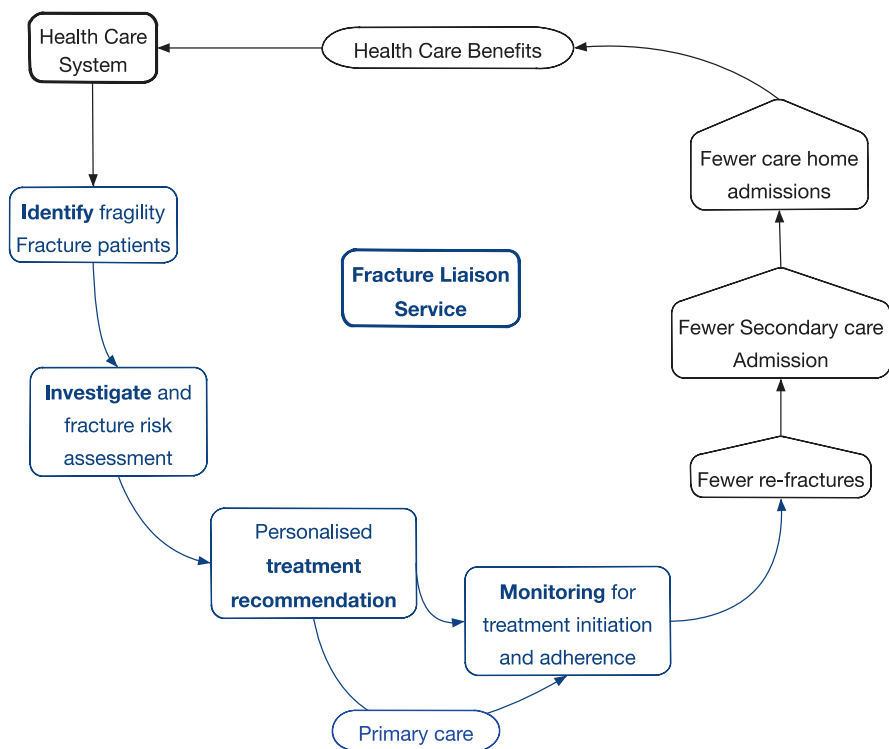 Health Care
System
Health Care Benefits
Fewer care home
admissions
Identify fragility
Fracture patients
Fracture Liaison
Service
Fewer Secondary care
Admission
Investigate and
fracture risk
assessment
Fewer re-fractures
Personalised
treatment
recommendation
Monitoring for
treatment initiation
and adherence
Primary care